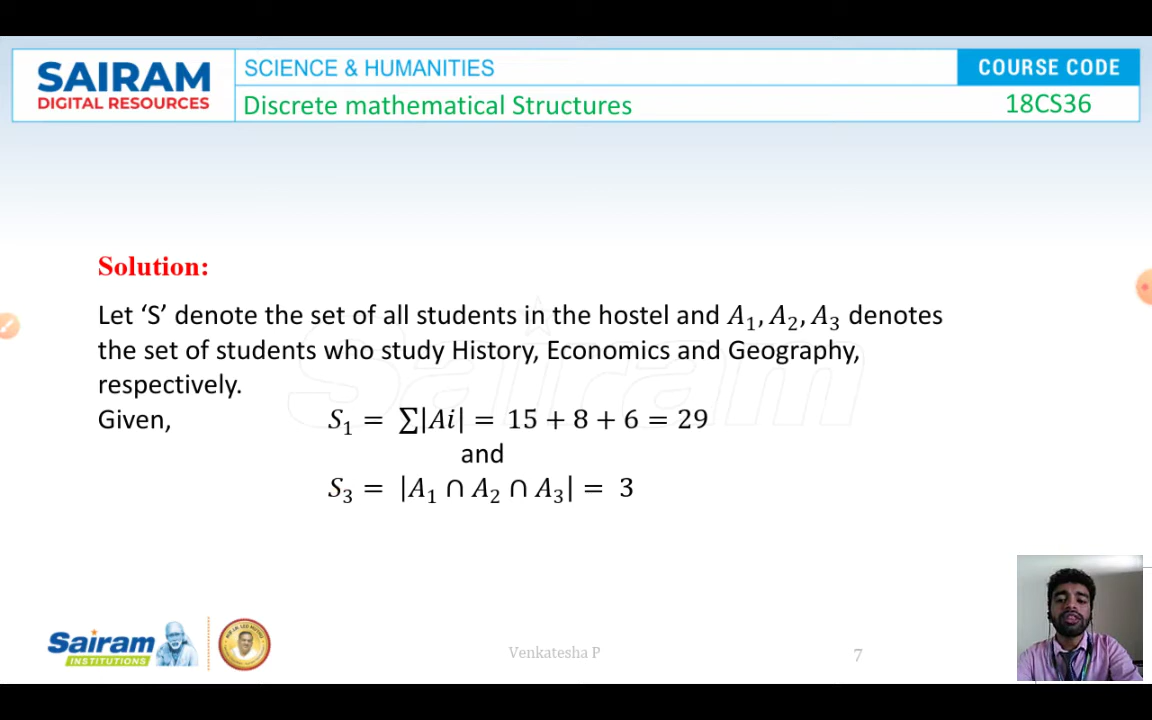 SAIRAM
DIGITAL RESOURCES
SCIENCE & HUMANITIES
COURSE CODE
Discrete mathematical Structures
18CS36
Solution:
Let ‘S’ denote the set of all students in the hostel and A₁, A₂, A₃ denotes
the set of students who study History, Economics and Geography,
respectively.
Given, S₁ = ∑|Ai| = 15 + 8 + 6 = 29
and
S₃ = |A₁ ∩ A₂ ∩ A₃| = 3
Sairam
Sairam
INSTITUTIONS
Venkatesha P
7